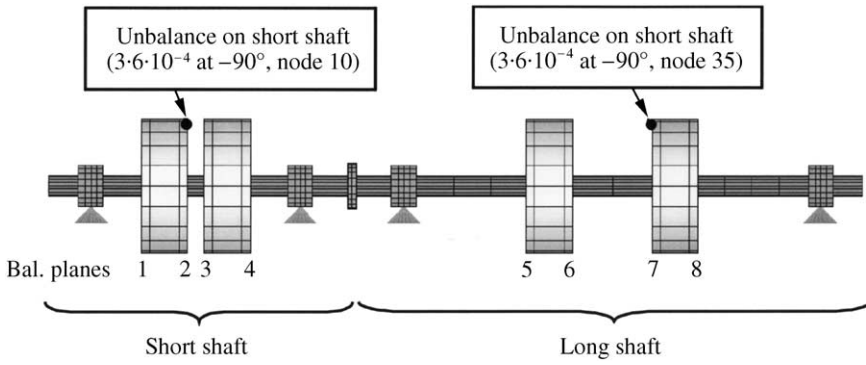 Unbalance on short shaft
(3·6·10⁻⁴ at –90°, node 10)
Unbalance on short shaft
(3·6·10⁻⁴ at –90°, node 35)
Bal. planes 1 2 3 4 5 6 7 8
Short shaft
Long shaft